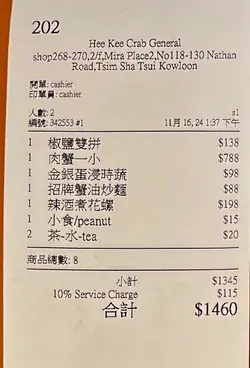 202
Hee Kee Crab General
shop268-270,2/f,Mira Place2,No118-130 Nathan
Road,Tsim Sha Tsui Kowloon
開單: cashier
印單員: cashier
人數: 2 s1
編號: 342553 #1 11月 16, 24 1:37 下午
1 椒鹽雙拼 $138
1 肉蟹一小 $788
1 金銀蛋浸時蔬 $98
1 招牌蟹油炒麵 $88
1 辣酒煮花螺 $198
1 小食/peanut $15
2 茶-水-tea $20
商品總數: 8
小計 $1345
10% Service Charge $115
合計 $1460